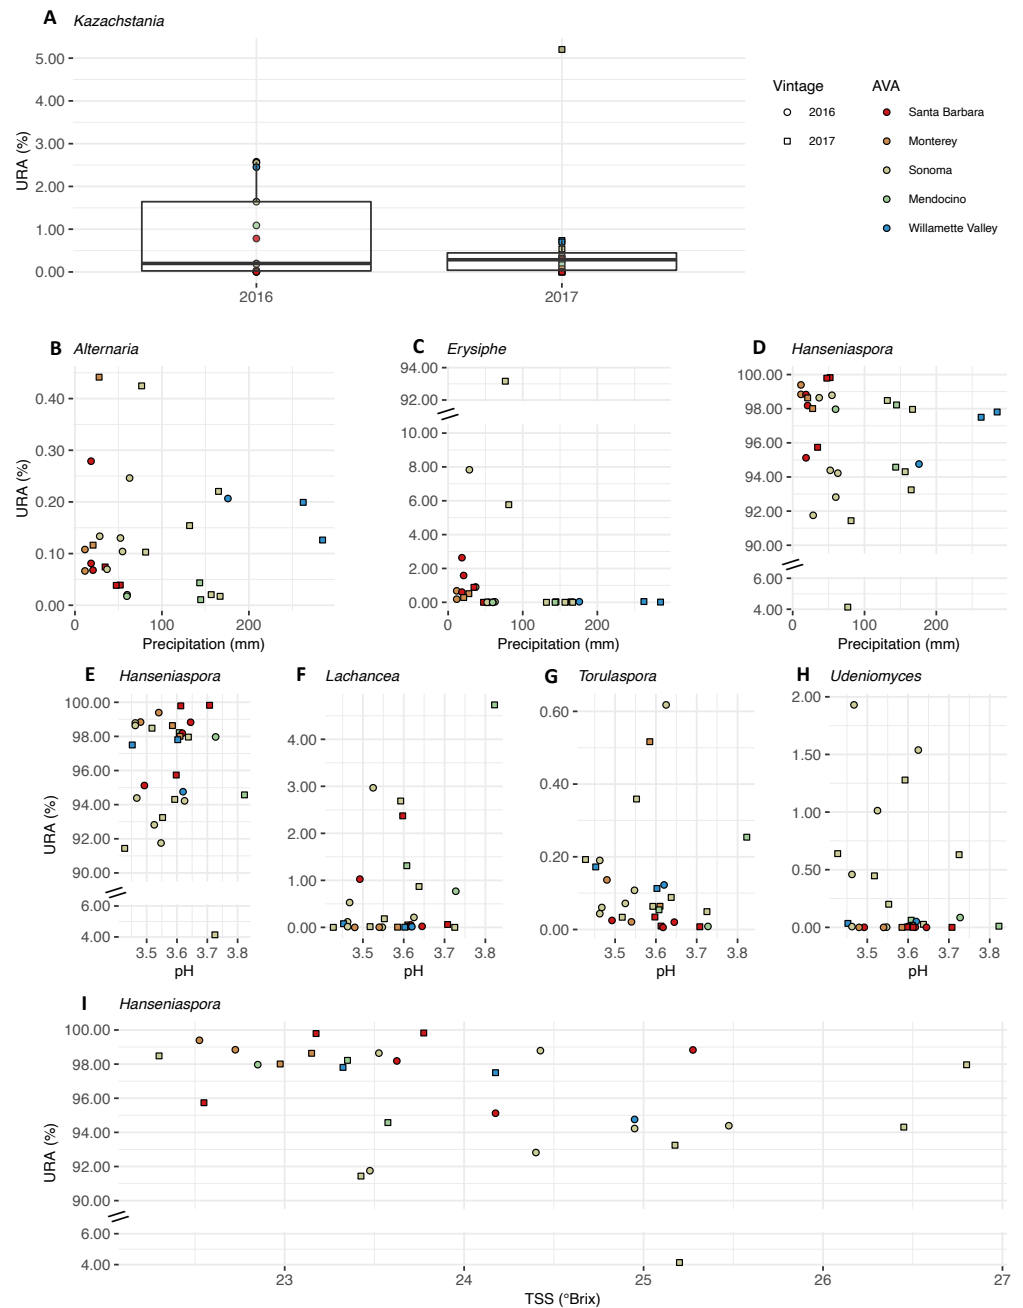 A Kazachstania
5.00
4.00
3.00
2.00
1.00
0.00
URA (%)
2016
2017
Vintage
2016
2017
AVA
Santa Barbara
Monterey
Sonoma
Mendocino
Willamette Valley
B Alternaria
0.40
0.30
0.20
0.10
0.00
URA (%)
0 100 200
Precipitation (mm)
C Erysiphe
94.00
92.00
10.00
8.00
6.00
4.00
2.00
0.00
0 100 200
Precipitation (mm)
D Hanseniaspora
100.00
98.00
96.00
94.00
92.00
90.00
6.00
4.00
0 100 200
Precipitation (mm)
E Hanseniaspora
100.00
98.00
96.00
94.00
92.00
90.00
6.00
4.00
URA (%)
3.5 3.6 3.7 3.8
pH
F Lachancea
4.00
3.00
2.00
1.00
0.00
3.5 3.6 3.7 3.8
pH
G Torulaspora
0.60
0.40
0.20
0.00
3.5 3.6 3.7 3.8
pH
H Udeniomyces
2.00
1.50
1.00
0.50
0.00
3.5 3.6 3.7 3.8
pH
I Hanseniaspora
100.00
98.00
96.00
94.00
92.00
90.00
6.00
4.00
URA (%)
23 24 25 26 27
TSS (°Brix)